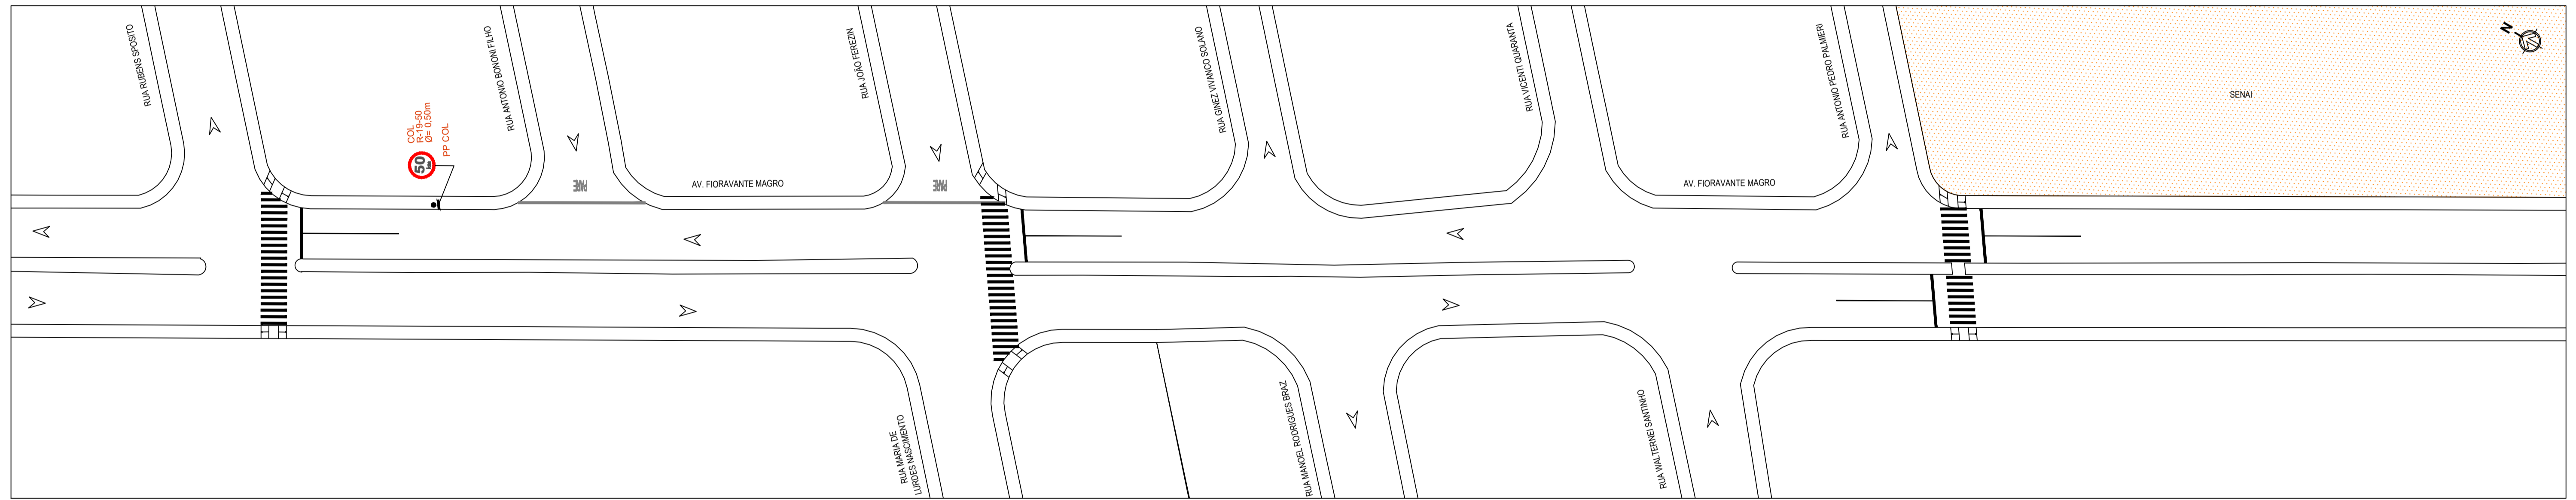 RUA RUBENS SPOSITO
COL
R-19-50
Ø= 0.50m
50
km
PP COL
RUA ANTONIO BONONI FILHO
PARE
RUA JOÃO FEREZIN
AV. FIORAVANTE MAGRO
PARE
RUA GINEZ VIVANCO SOLANO
RUA VICENTI QUARANTA
AV. FIORAVANTE MAGRO
RUA ANTONIO PEDRO PALMIERI
SENAI
N
RUA MARIA DE
LURDES NASCIMENTO
RUA MANOEL RODRIGUES BRAZ
RUA WALTERNEI SANTINHO